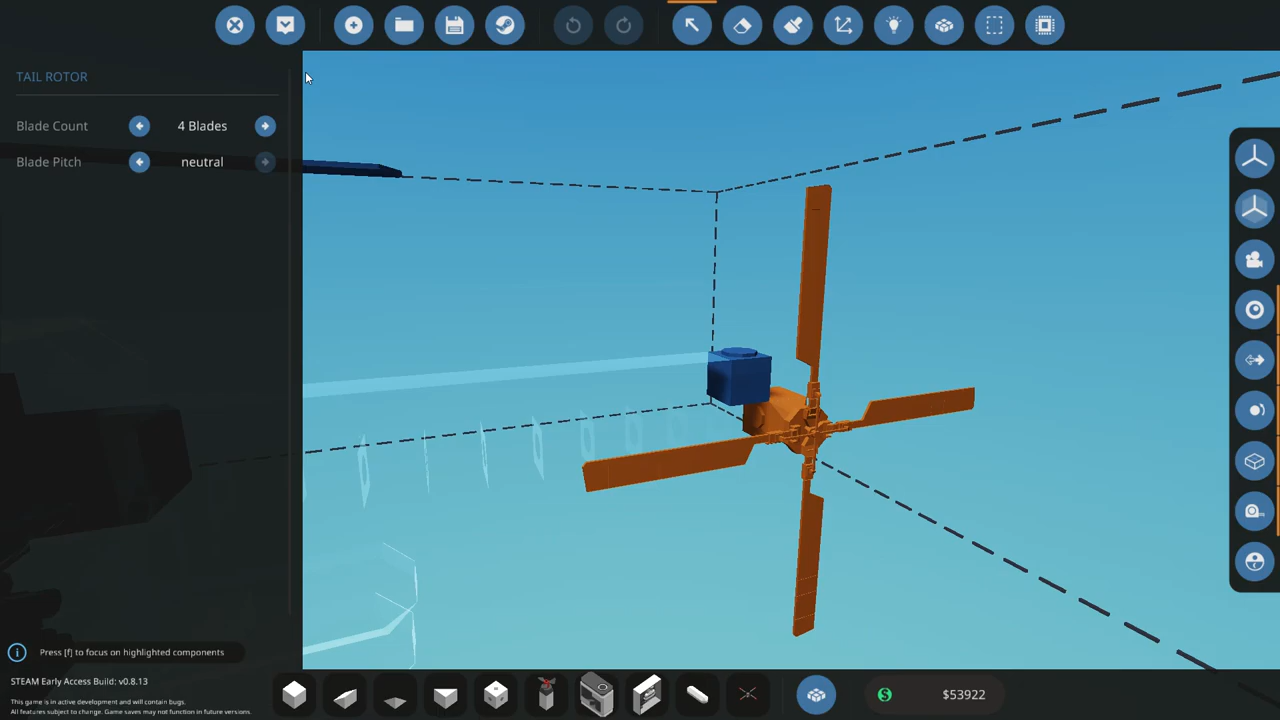 TAIL ROTOR
Blade Count 4 Blades
Blade Pitch neutral
Press [f] to focus on highlighted components
STEAM Early Access Build: v0.8.13
This game is in active development and will contain bugs.
All features subject to change. Game saves may not function in future versions.
$53922